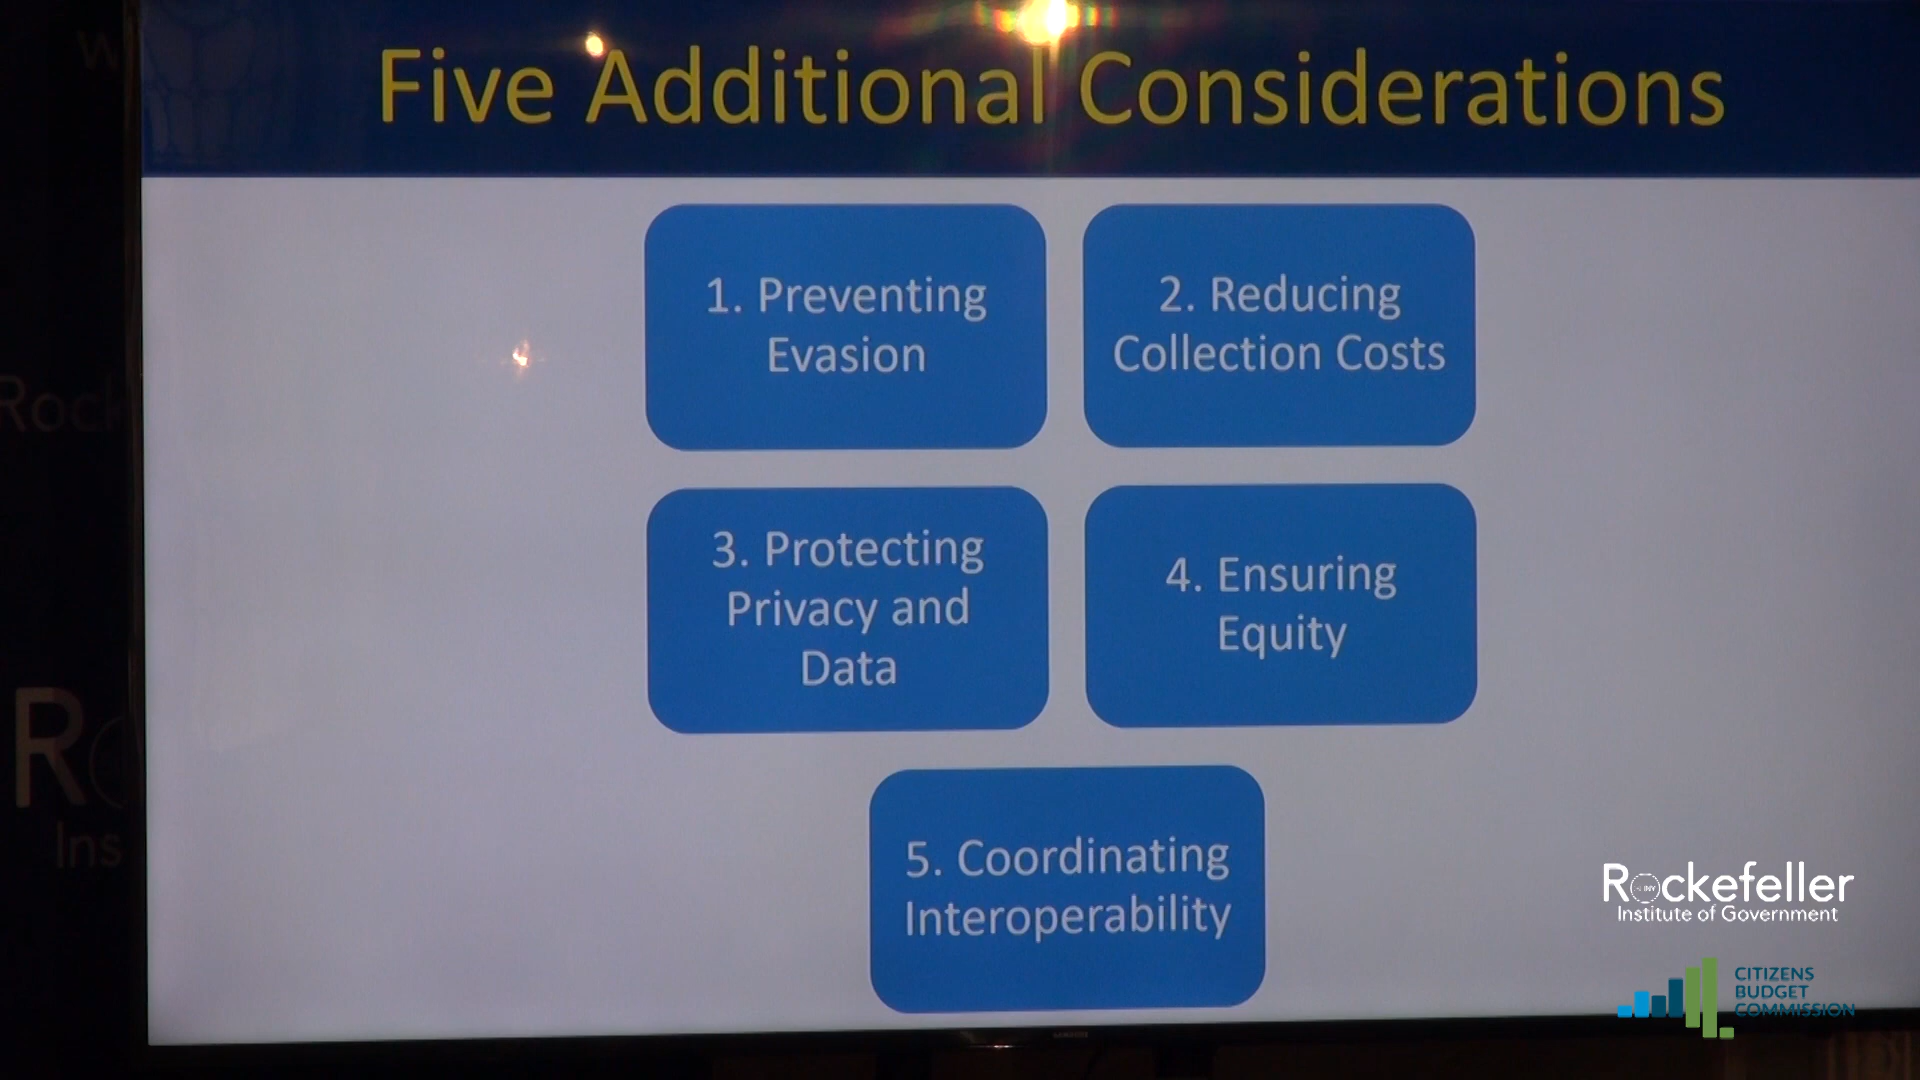 Five Additional Considerations
1. Preventing
Evasion
2. Reducing
Collection Costs
3. Protecting
Privacy and
Data
4. Ensuring
Equity
5. Coordinating
Interoperability
Rockefeller
Institute of Government
CITIZENS
BUDGET
COMMISSION